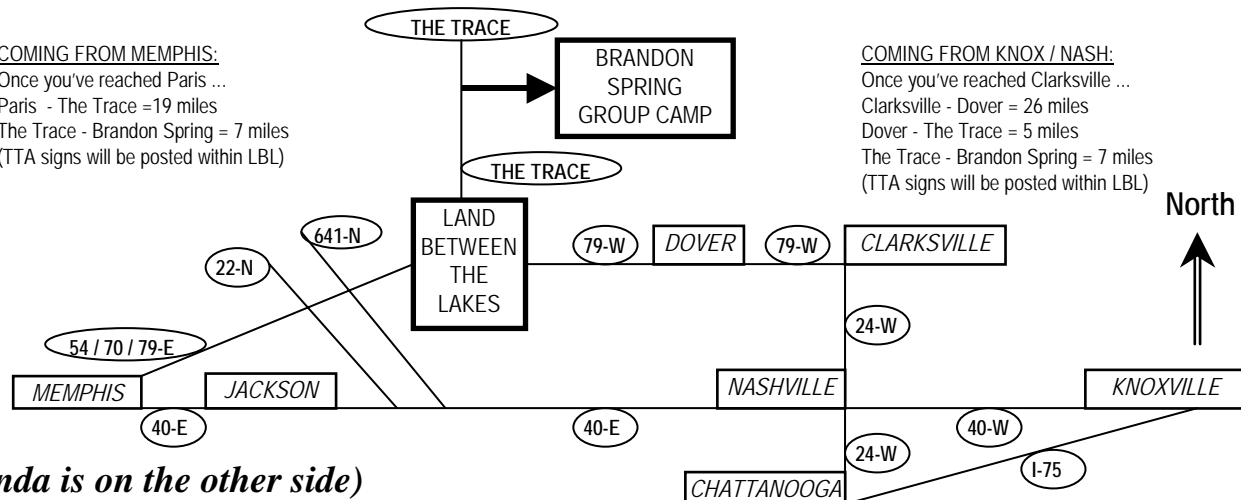 THE TRACE
COMING FROM MEMPHIS:
Once you've reached Paris ...
Paris - The Trace =19 miles
The Trace - Brandon Spring = 7 miles
(TTA signs will be posted within LBL)
BRANDON
SPRING
GROUP CAMP
COMING FROM KNOX / NASH:
Once you've reached Clarksville ...
Clarksville - Dover = 26 miles
Dover - The Trace = 5 miles
The Trace - Brandon Spring = 7 miles
(TTA signs will be posted within LBL)
THE TRACE
North
LAND
BETWEEN
THE
LAKES
641-N
22-N
79-W
DOVER
79-W
CLARKSVILLE
54 / 70 / 79-E
24-W
MEMPHIS
JACKSON
NASHVILLE
KNOXVILLE
40-E
40-E
40-W
24-W
I-75
CHATTANOOGA
nda is on the other side)